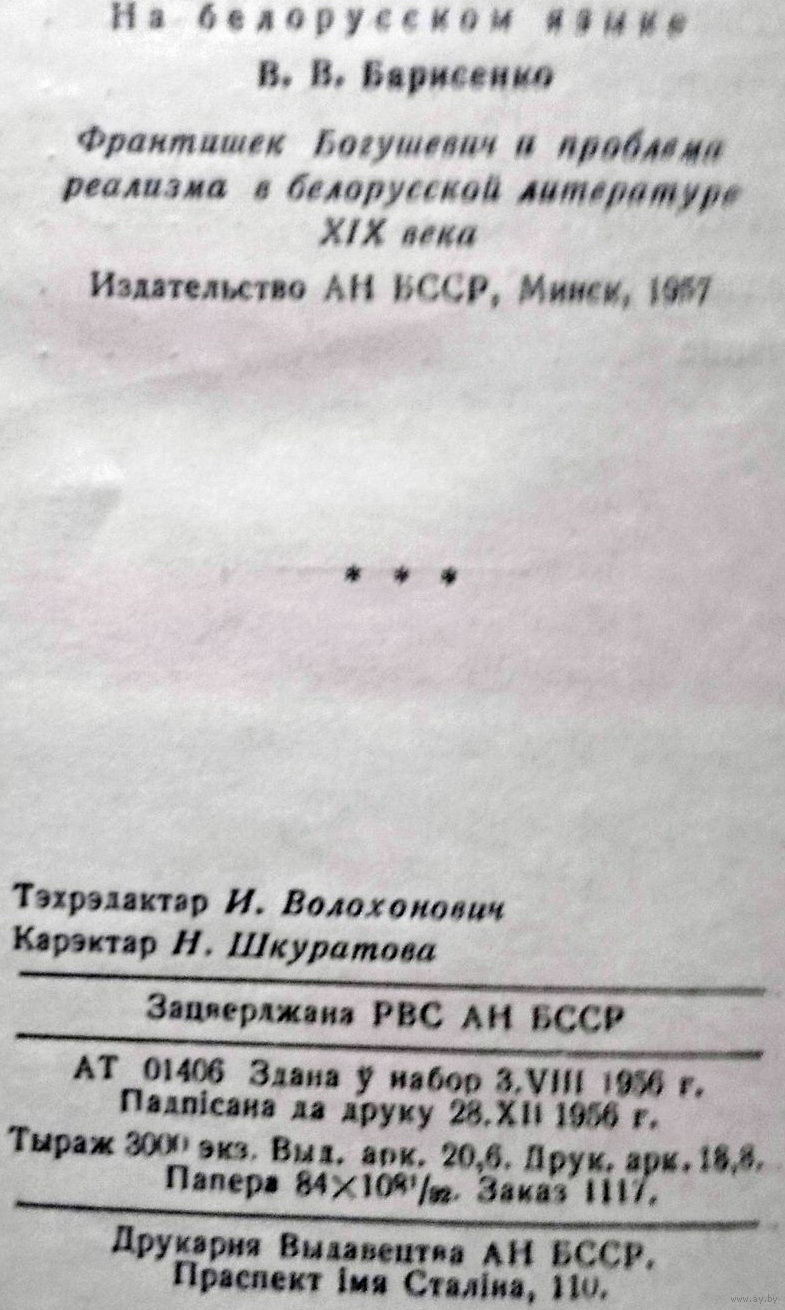 На белорусском языке
В. В. Барисенко
Франтишек Богушевич и проблема
реализма в белорусской литературе
XIX века
Издательство АН БССР, Минск, 1957
* * *
Тэхрэдактар И. Волохонович
Карэктар Н. Шкуратова
Зацверджана РВС АН БССР
АТ 01406 Здана ў набор 3.VIII 1956 г.
Падпісана да друку 28.XII 1956 г.
Тыраж 3000 экз. Выд. арк. 20,6. Друк. арк. 18,8.
Папера 84×108¹/₃₂. Заказ 1117.
Друкарня Выдавецтва АН БССР.
Праспект імя Сталіна, 110.
www.ay.by